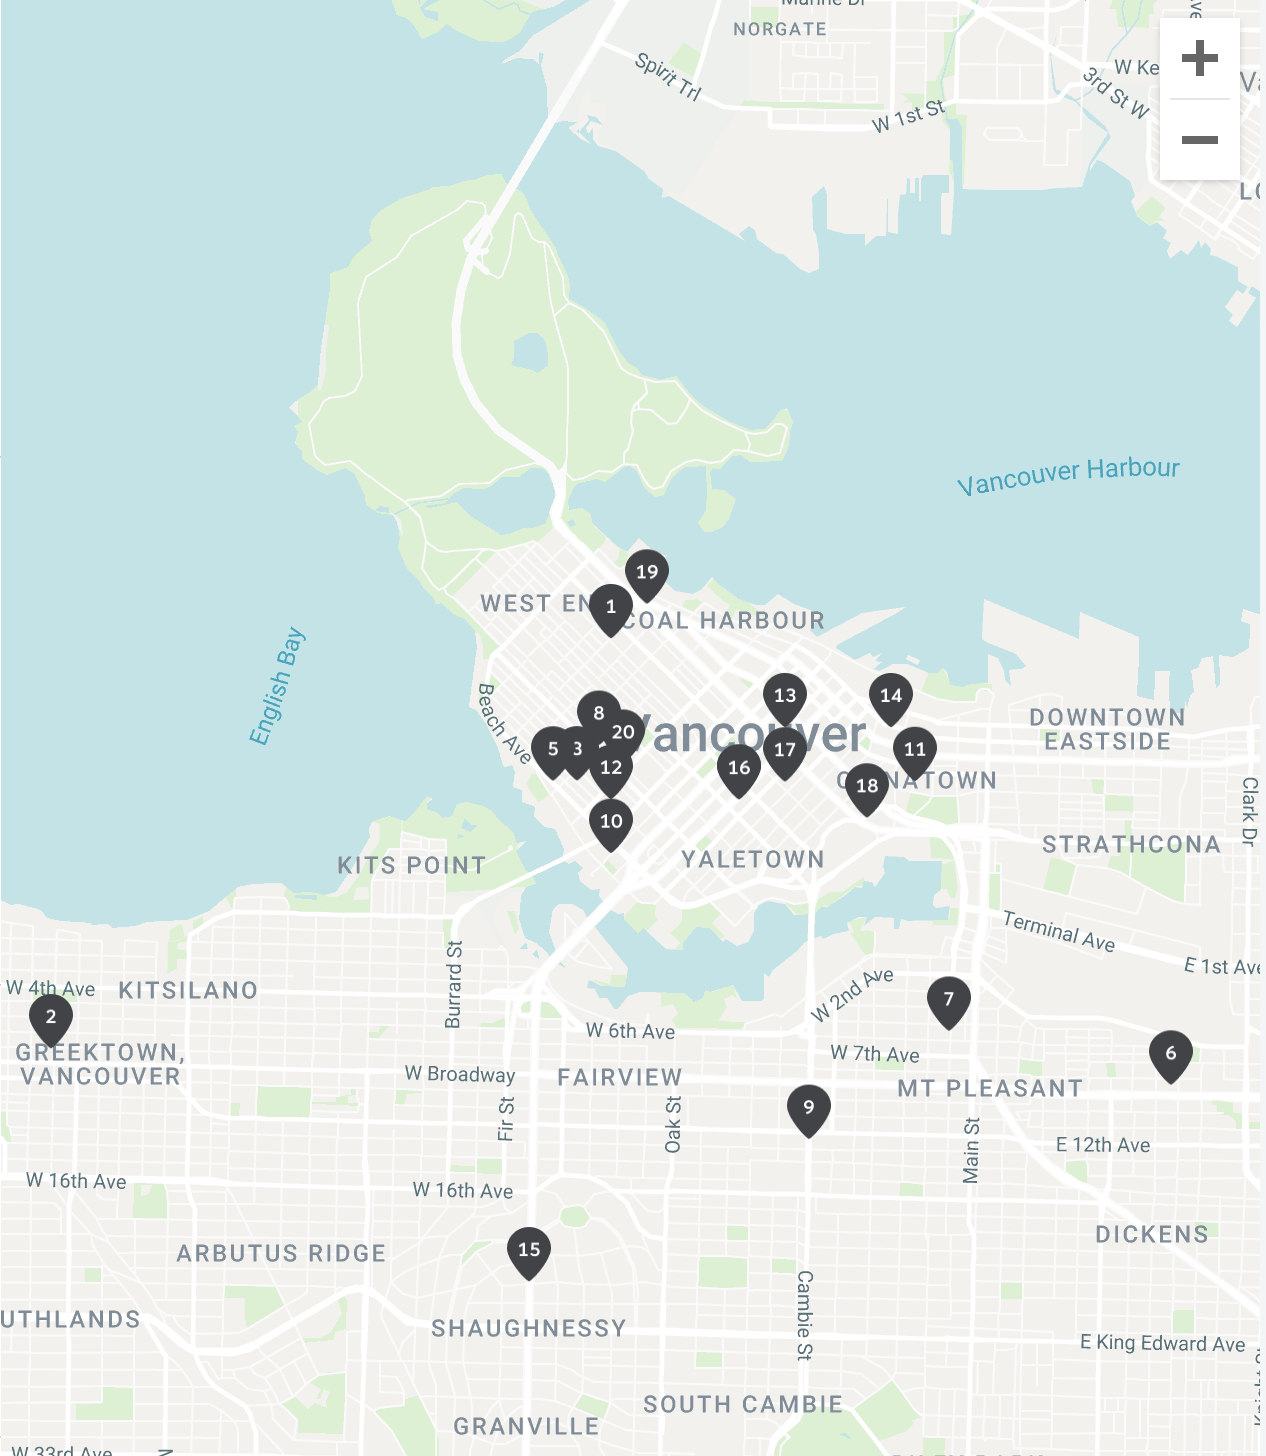 Marine Dr
NORGATE
Spirit Trl
W 1st St
3rd St W
W Ke
+
−
Vancouver Harbour
English Bay
19
WEST EN
1
COAL HARBOUR
Beach Ave
8
20
5
3
12
10
Vancouver
13
14
17
16
11
18
DOWNTOWN
EASTSIDE
C
NATOWN
YALETOWN
STRATHCONA
Clark Dr
KITS POINT
Terminal Ave
E 1st Ave
W 4th Ave
KITSILANO
Burrard St
2
GREEKTOWN,
VANCOUVER
W 2nd Ave
W 6th Ave
W 7th Ave
7
6
W Broadway
FAIRVIEW
MT PLEASANT
9
Fir St
Oak St
Main St
E 12th Ave
W 16th Ave
W 16th Ave
ARBUTUS RIDGE
15
DICKENS
Cambie St
UTHLANDS
SHAUGHNESSY
E King Edward Ave
SOUTH CAMBIE
GRANVILLE
W 33rd Ave